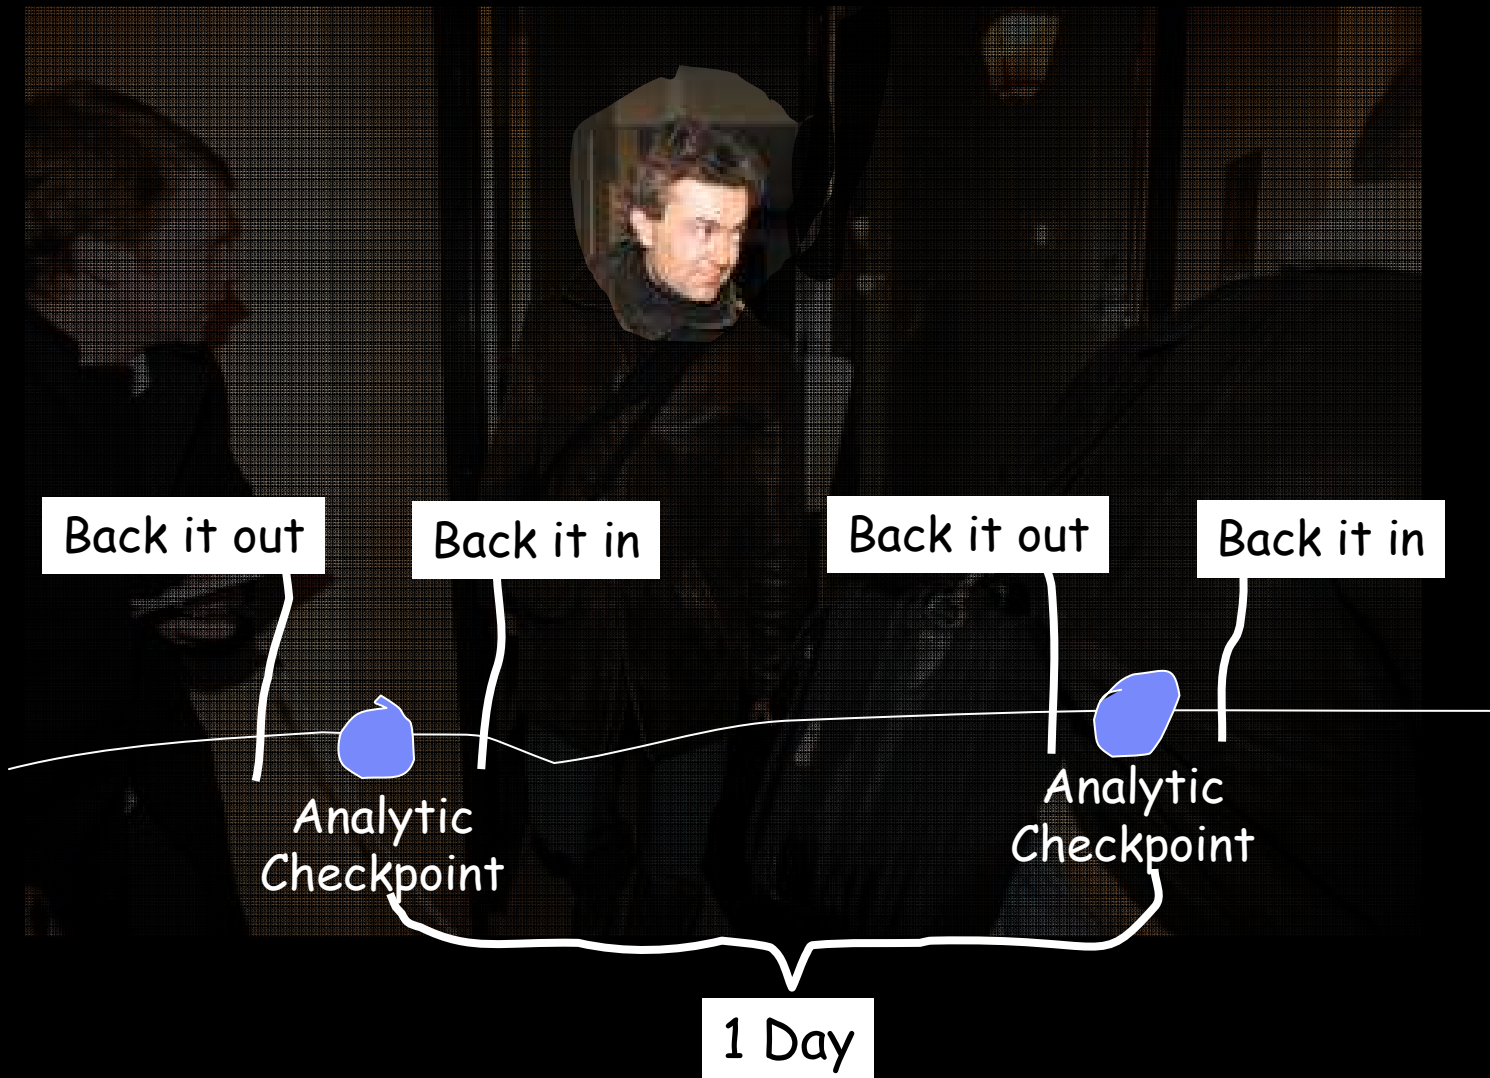 Back it out
Back it in
Back it out
Back it in
Analytic
Checkpoint
Analytic
Checkpoint
1 Day